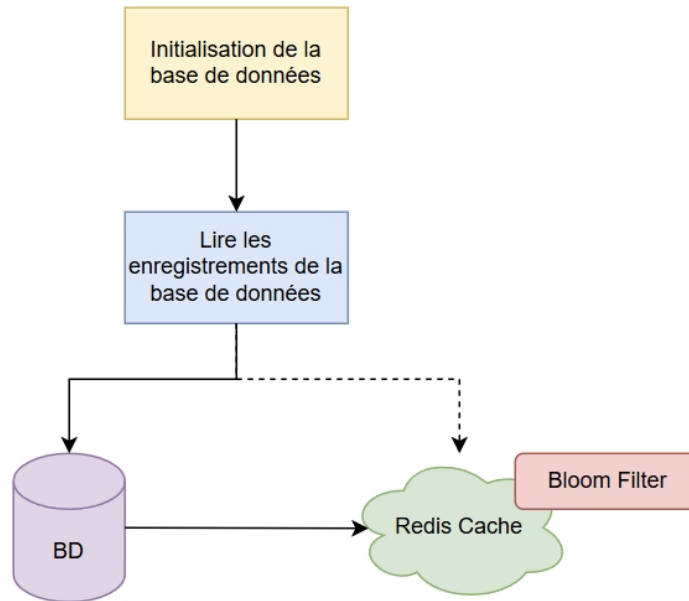 Initialisation de la
base de données
Lire les
enregistrements de la
base de données
Bloom Filter
Redis Cache
BD